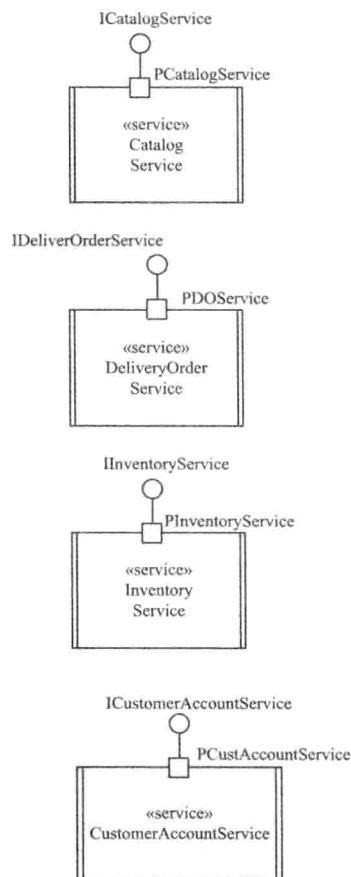 ICatalogService
PCatalogService
«service»
Catalog
Service
IDeliverOrderService
PDOService
«service»
DeliveryOrder
Service
IInventoryService
PInventoryService
«service»
Inventory
Service
ICustomerAccountService
PCustAccountService
«service»
CustomerAccountService